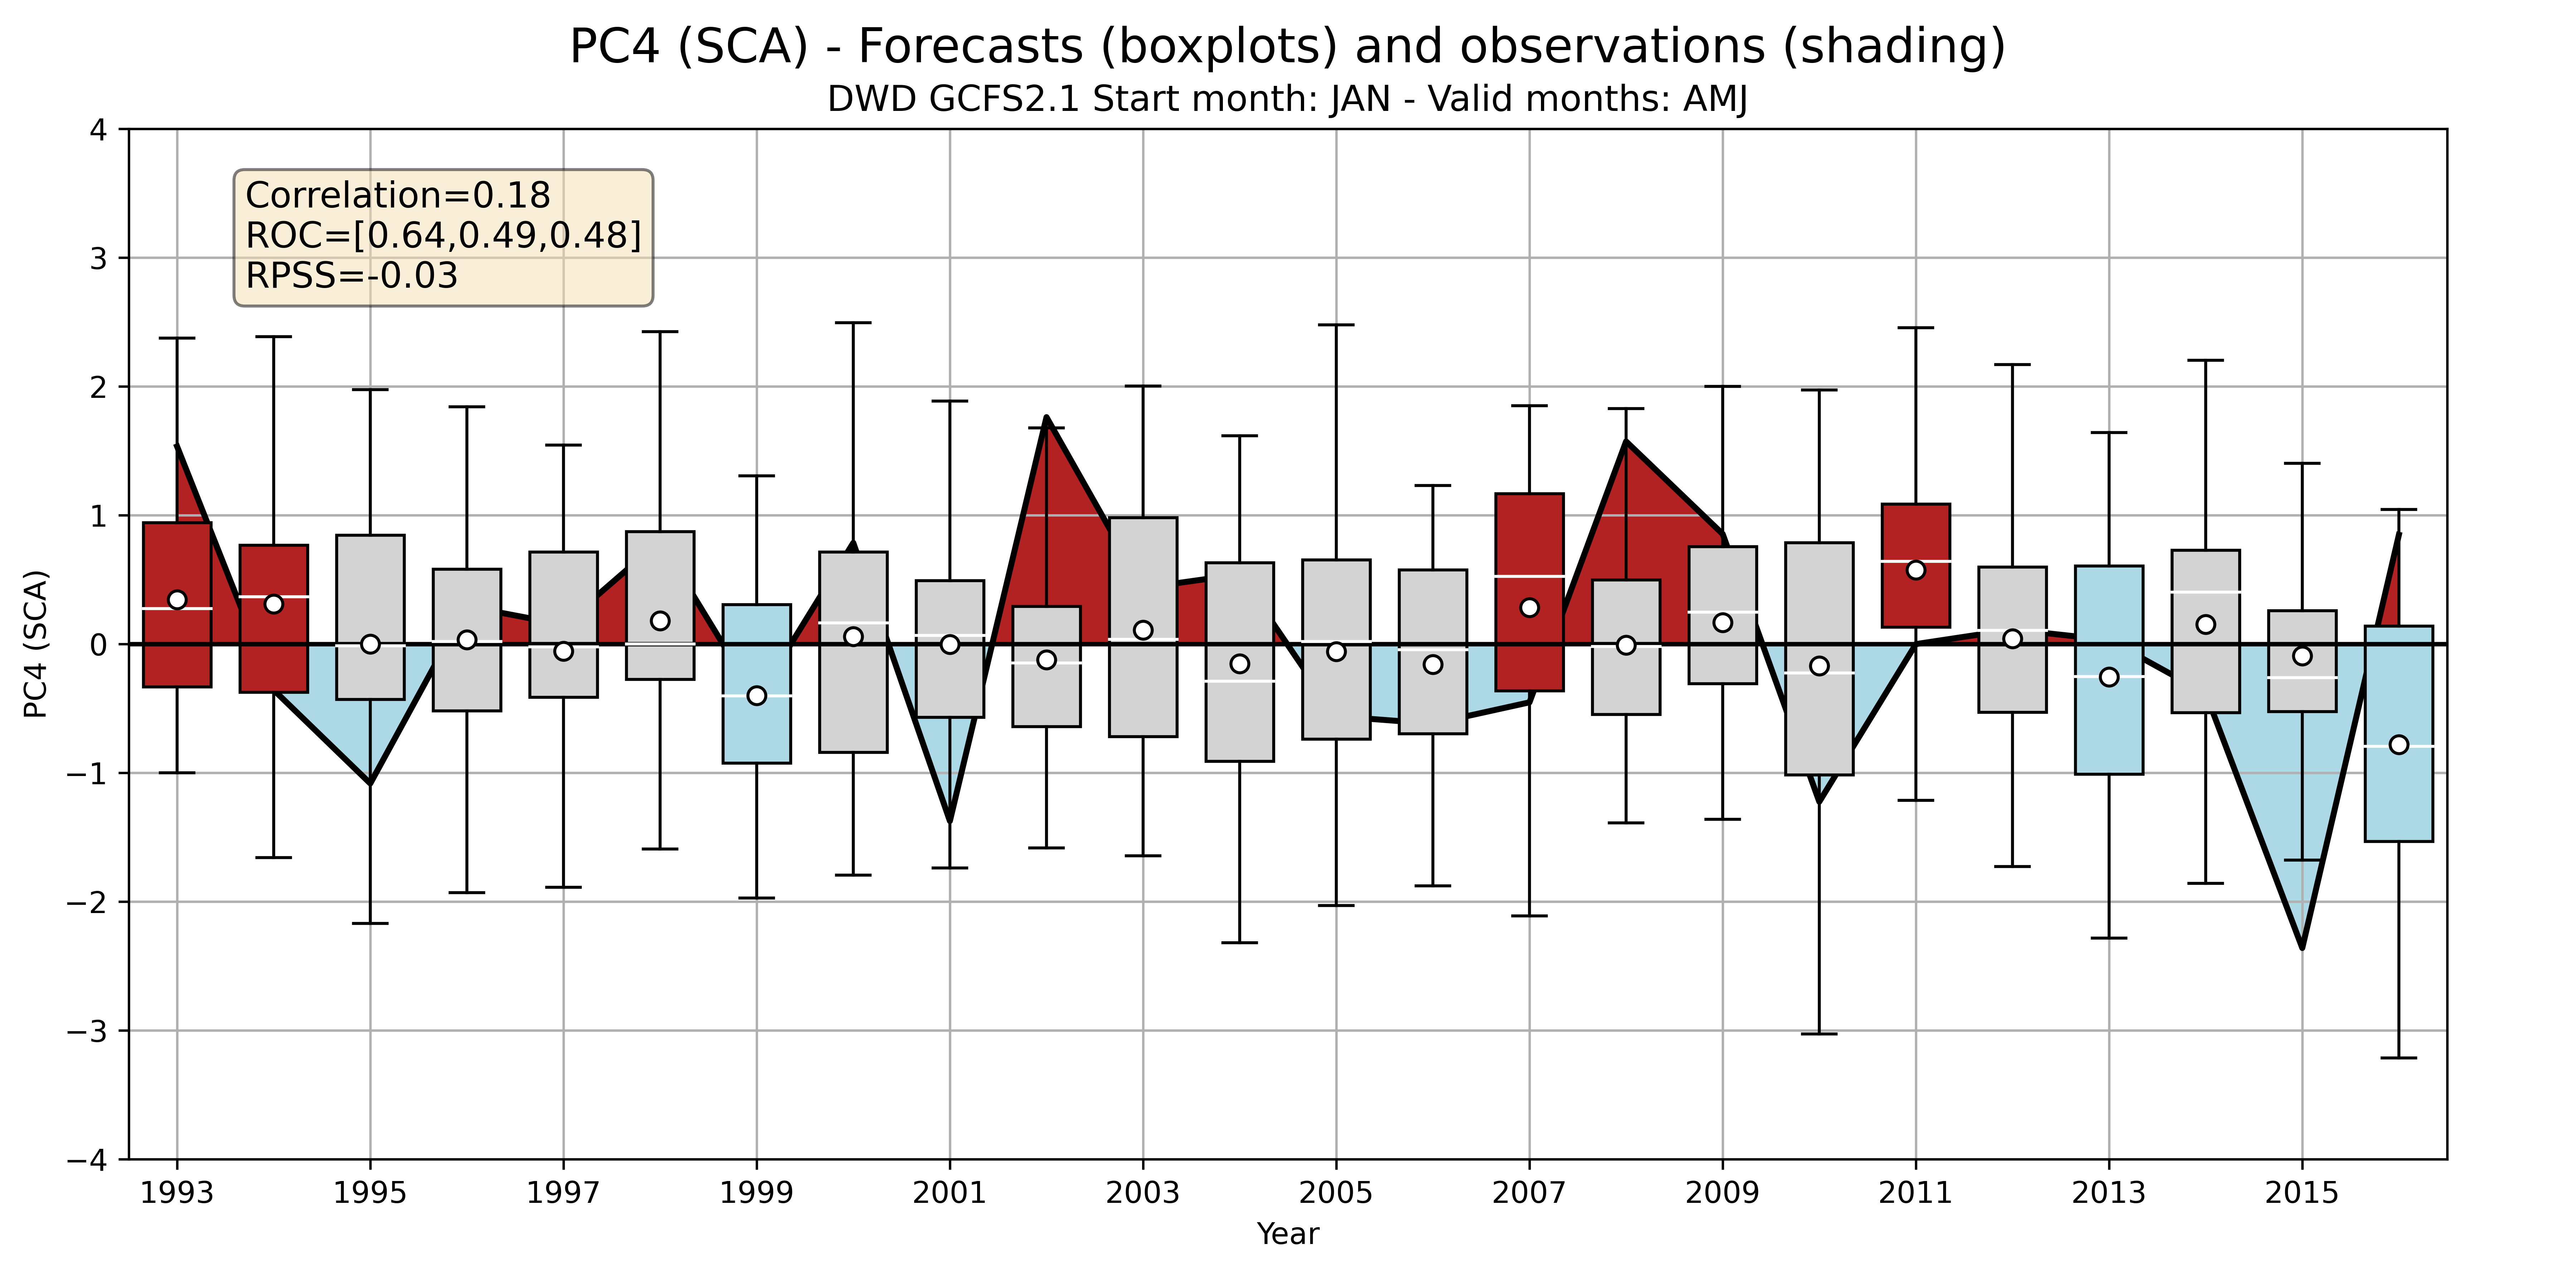 PC4 (SCA) - Forecasts (boxplots) and observations (shading)
DWD GCFS2.1 Start month: JAN - Valid months: AMJ
Correlation=0.18
ROC=[0.64,0.49,0.48]
RPSS=-0.03
PC4 (SCA)
4
3
2
1
0
−1
−2
−3
−4
1993 1995 1997 1999 2001 2003 2005 2007 2009 2011 2013 2015
Year